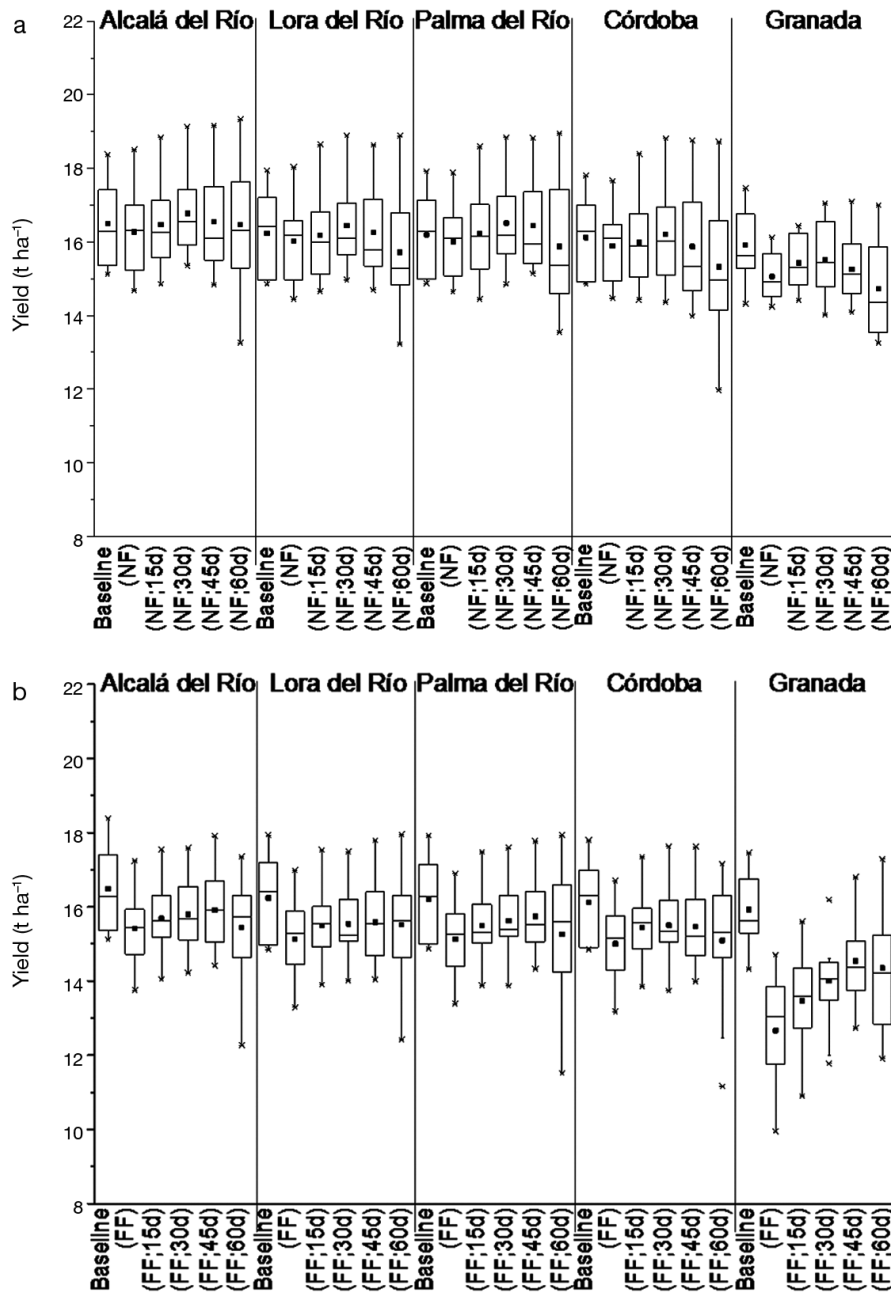 a
Alcalá del Río Lora del Río Palma del Río Córdoba Granada
22
20
18
16
14
12
10
8
Yield (t ha⁻¹)
Baseline
(NF)
(NF;15d)
(NF;30d)
(NF;45d)
(NF;60d)
Baseline
(NF)
(NF;15d)
(NF;30d)
(NF;45d)
(NF;60d)
Baseline
(NF)
(NF;15d)
(NF;30d)
(NF;45d)
(NF;60d)
Baseline
(NF)
(NF;15d)
(NF;30d)
(NF;45d)
(NF;60d)
Baseline
(NF)
(NF;15d)
(NF;30d)
(NF;45d)
(NF;60d)
b
Alcalá del Río Lora del Río Palma del Río Córdoba Granada
22
20
18
16
14
12
10
8
Yield (t ha⁻¹)
Baseline
(FF)
(FF;15d)
(FF;30d)
(FF;45d)
(FF;60d)
Baseline
(FF)
(FF;15d)
(FF;30d)
(FF;45d)
(FF;60d)
Baseline
(FF)
(FF;15d)
(FF;30d)
(FF;45d)
(FF;60d)
Baseline
(FF)
(FF;15d)
(FF;30d)
(FF;45d)
(FF;60d)
Baseline
(FF)
(FF;15d)
(FF;30d)
(FF;45d)
(FF;60d)